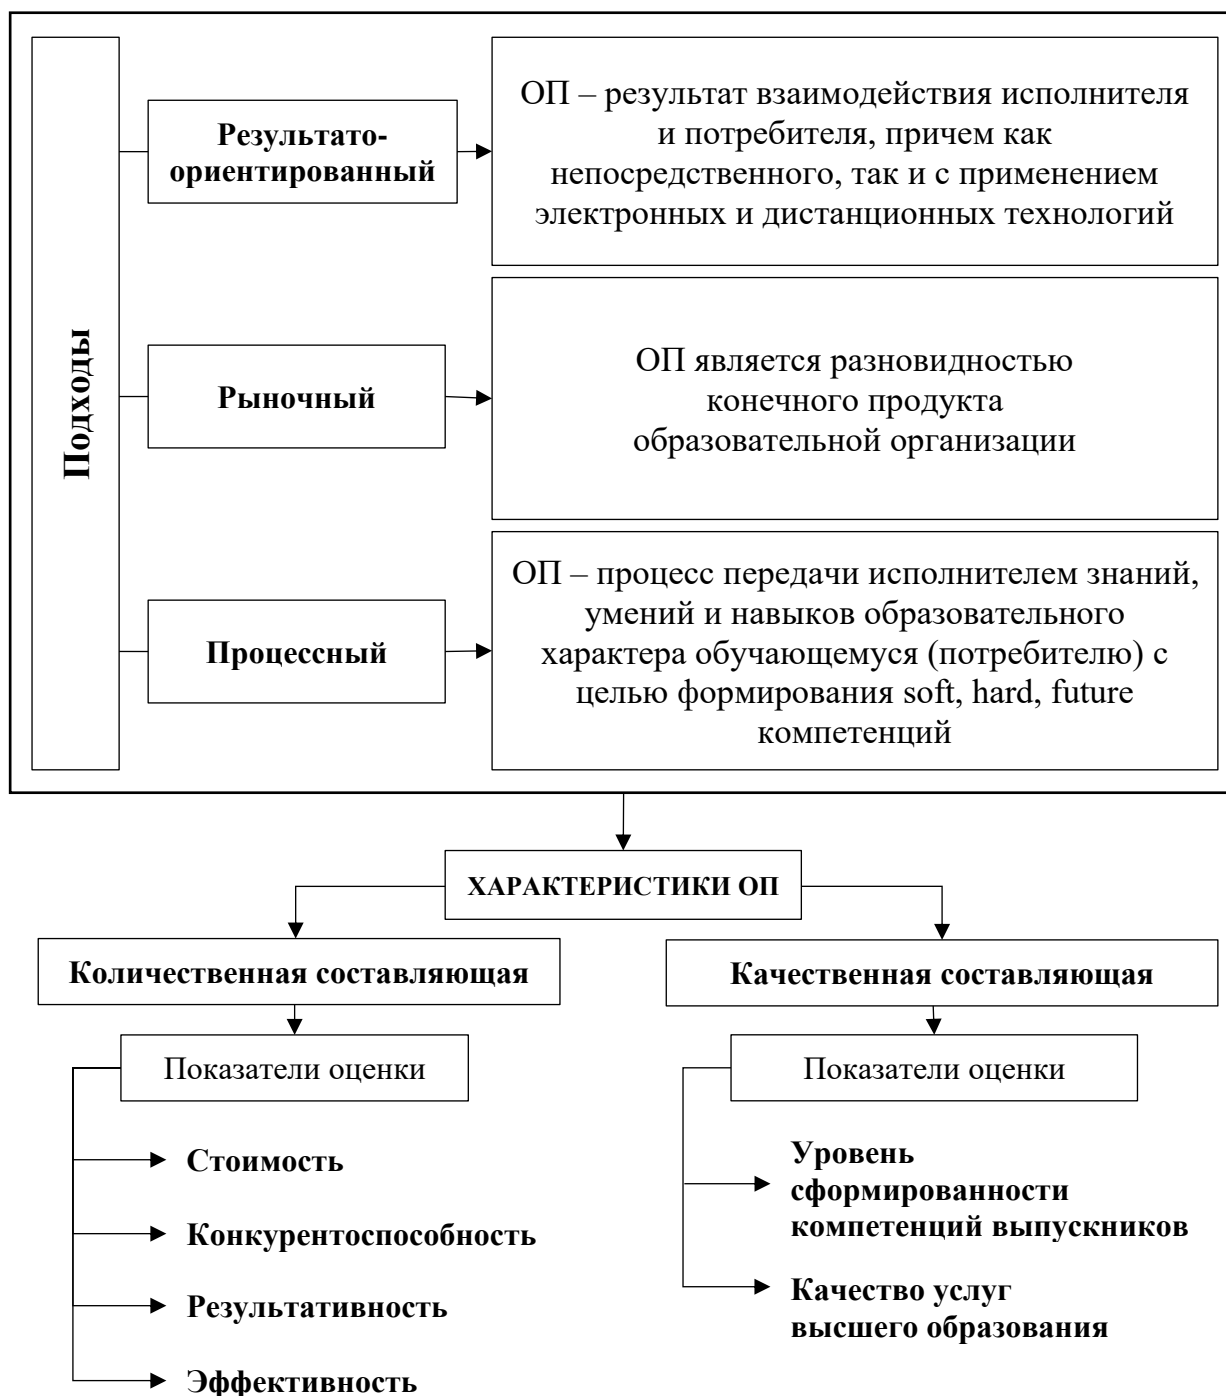 Подходы
Результато-
ориентированный
ОП – результат взаимодействия исполнителя
и потребителя, причем как
непосредственного, так и с применением
электронных и дистанционных технологий
Рыночный
ОП является разновидностью
конечного продукта
образовательной организации
Процессный
ОП – процесс передачи исполнителем знаний,
умений и навыков образовательного
характера обучающемуся (потребителю) с
целью формирования soft, hard, future
компетенций
ХАРАКТЕРИСТИКИ ОП
Количественная составляющая
Показатели оценки
Стоимость
Конкурентоспособность
Результативность
Эффективность
Качественная составляющая
Показатели оценки
Уровень
сформированности
компетенций выпускников
Качество услуг
высшего образования